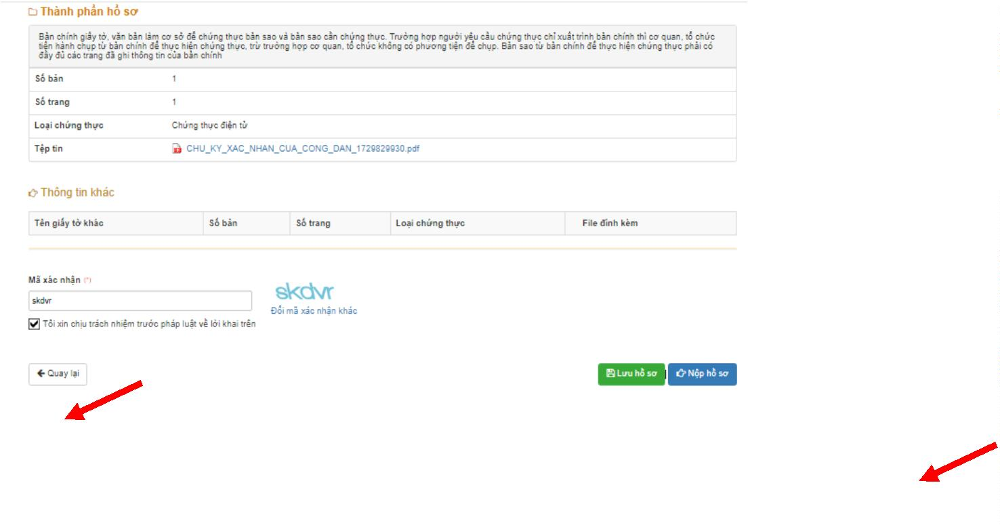 Thành phần hồ sơ
Bản chính giấy tờ, văn bản làm cơ sở để chứng thực bản sao và bản sao cần chứng thực. Trường hợp người yêu cầu chứng thực chỉ xuất trình bản chính thì cơ quan, tổ chức
tiến hành chụp từ bản chính để thực hiện chứng thực, trừ trường hợp cơ quan, tổ chức không có phương tiện để chụp. Bản sao từ bản chính để thực hiện chứng thực phải có
đầy đủ các trang đã ghi thông tin của bản chính
Số bản 1
Số trang 1
Loại chứng thực Chứng thực điện tử
Tệp tin CHU_KY_XAC_NHAN_CUA_CONG_DAN_1729829930.pdf
Thông tin khác
Tên giấy tờ khác Số bản Số trang Loại chứng thực File đính kèm
Mã xác nhận (*)
skdvr skdvr
Đổi mã xác nhận khác
Tôi xin chịu trách nhiệm trước pháp luật về lời khai trên
Quay lại Lưu hồ sơ Nộp hồ sơ